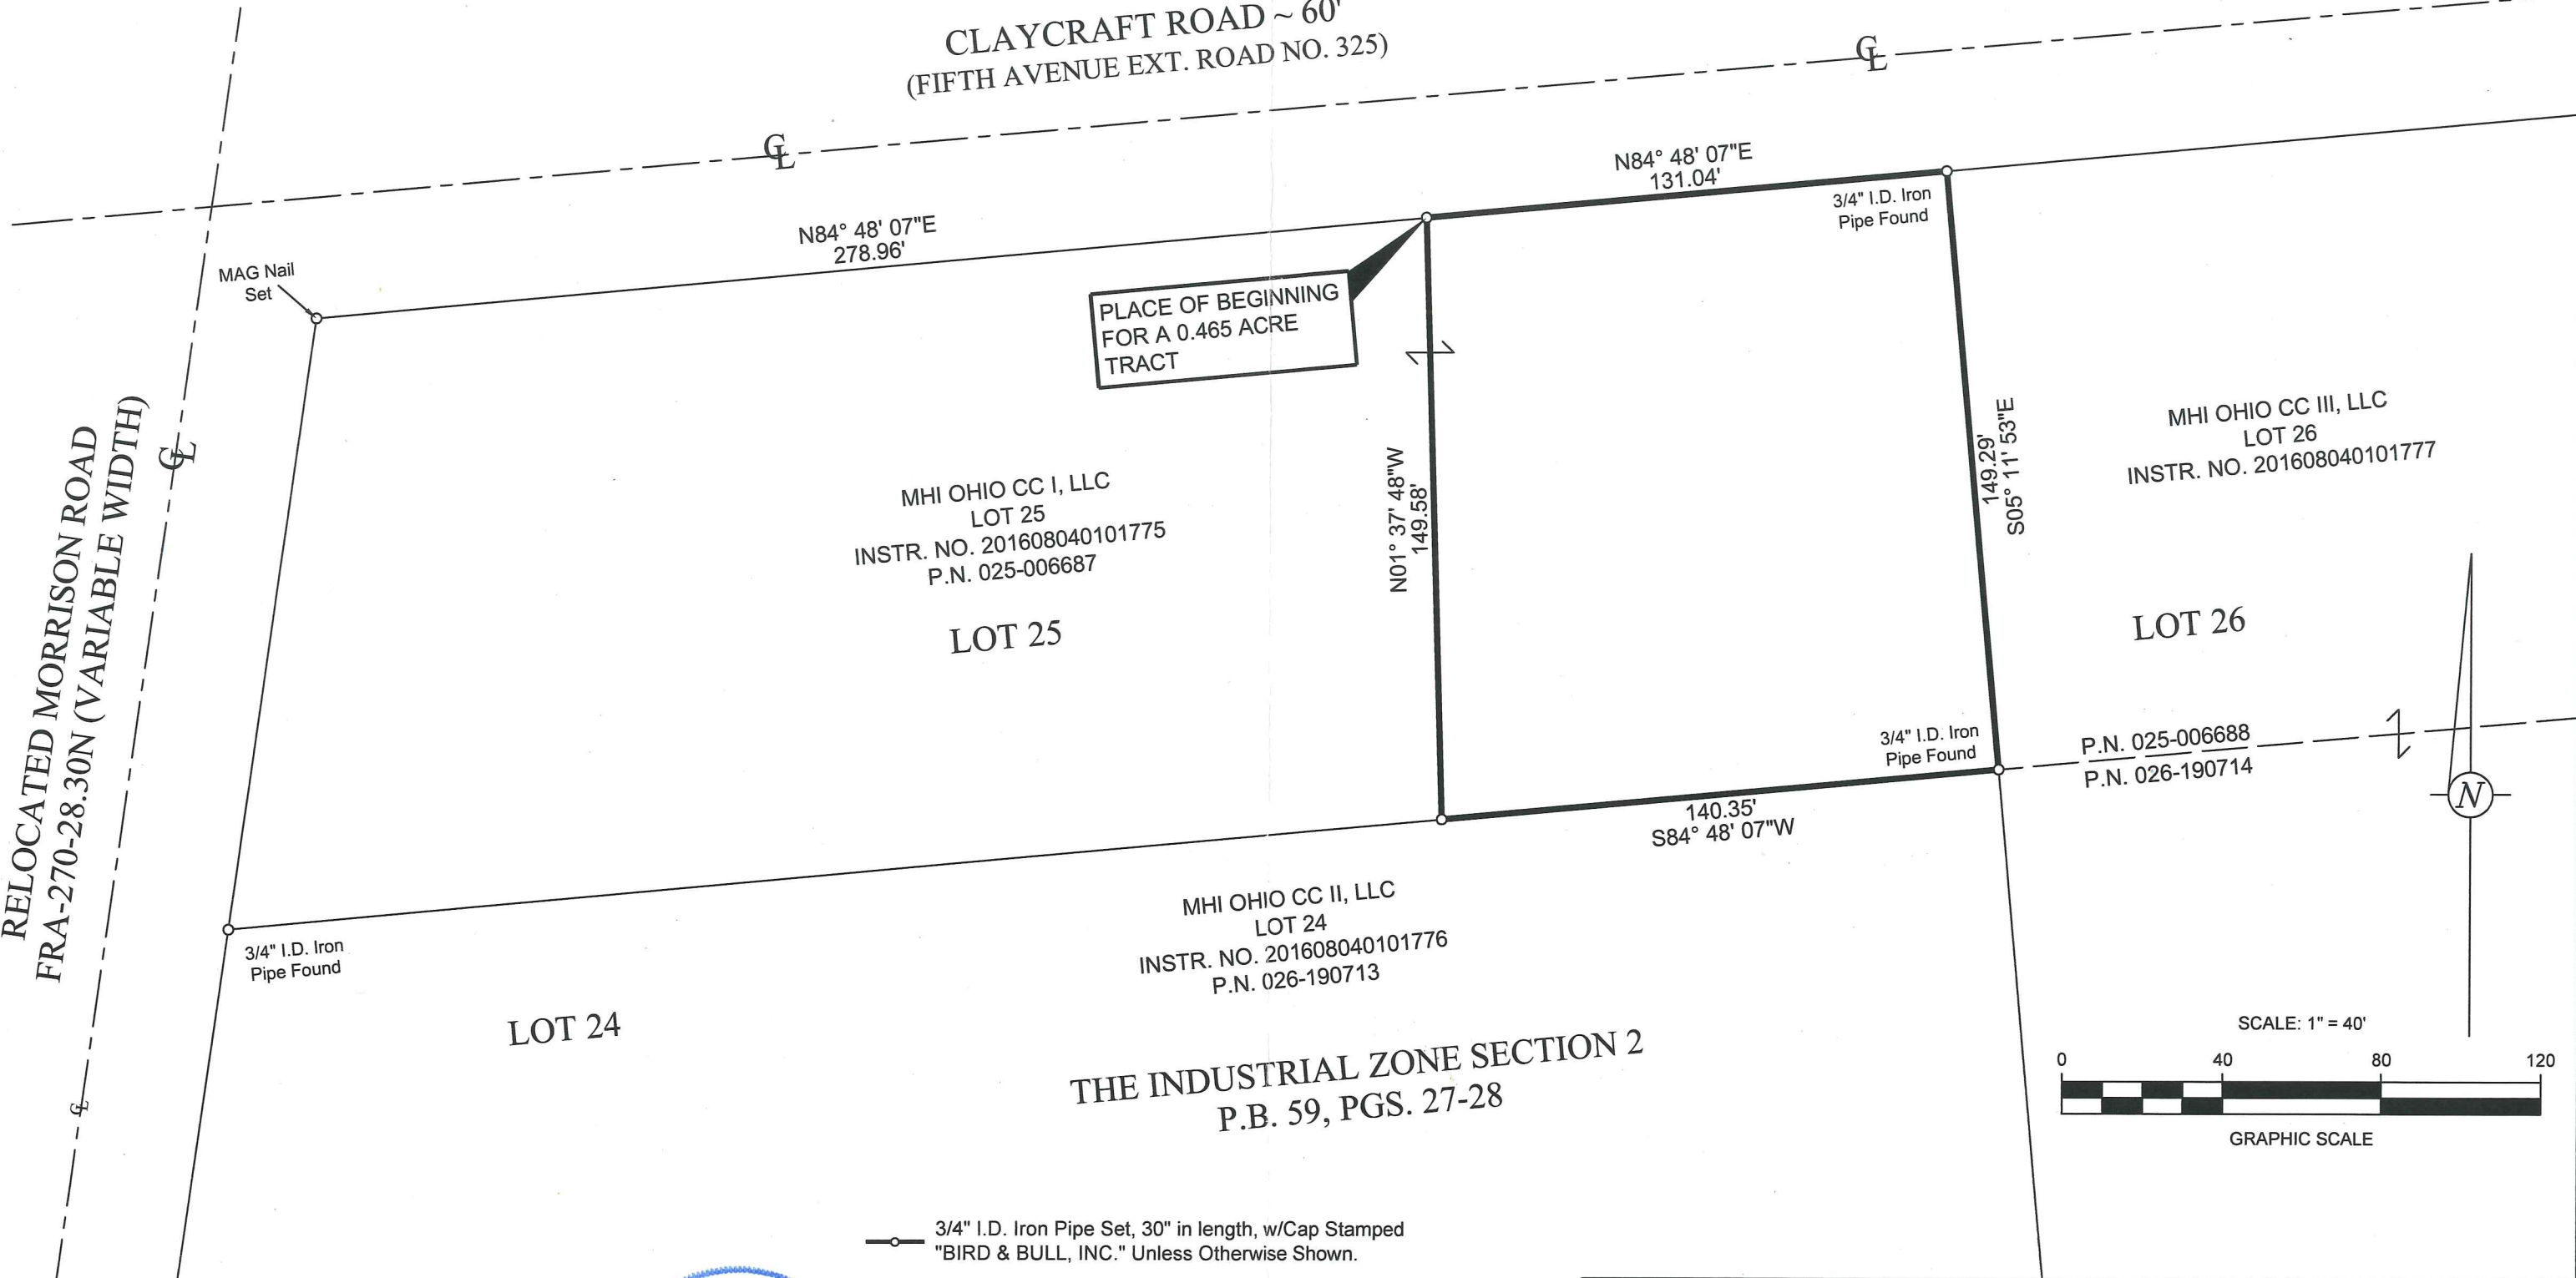 CLAYCRAFT ROAD ~ 60'
(FIFTH AVENUE EXT. ROAD NO. 325)
N84° 48' 07"E
131.04'
3/4" I.D. Iron
Pipe Found
N84° 48' 07"E
278.96'
MAG Nail
Set
PLACE OF BEGINNING
FOR A 0.465 ACRE
TRACT
RELOCATED MORRISON ROAD
FRA-270-28.30N (VARIABLE WIDTH)
MHI OHIO CC I, LLC
LOT 25
INSTR. NO. 201608040101775
P.N. 025-006687
LOT 25
N01° 37' 48"W
149.58'
149.29'
S05° 11' 53"E
MHI OHIO CC III, LLC
LOT 26
INSTR. NO. 201608040101777
LOT 26
3/4" I.D. Iron
Pipe Found
P.N. 025-006688
P.N. 026-190714
N
140.35'
S84° 48' 07"W
3/4" I.D. Iron
Pipe Found
MHI OHIO CC II, LLC
LOT 24
INSTR. NO. 201608040101776
P.N. 026-190713
LOT 24
THE INDUSTRIAL ZONE SECTION 2
P.B. 59, PGS. 27-28
SCALE: 1" = 40'
0 40 80 120
GRAPHIC SCALE
3/4" I.D. Iron Pipe Set, 30" in length, w/Cap Stamped
"BIRD & BULL, INC." Unless Otherwise Shown.